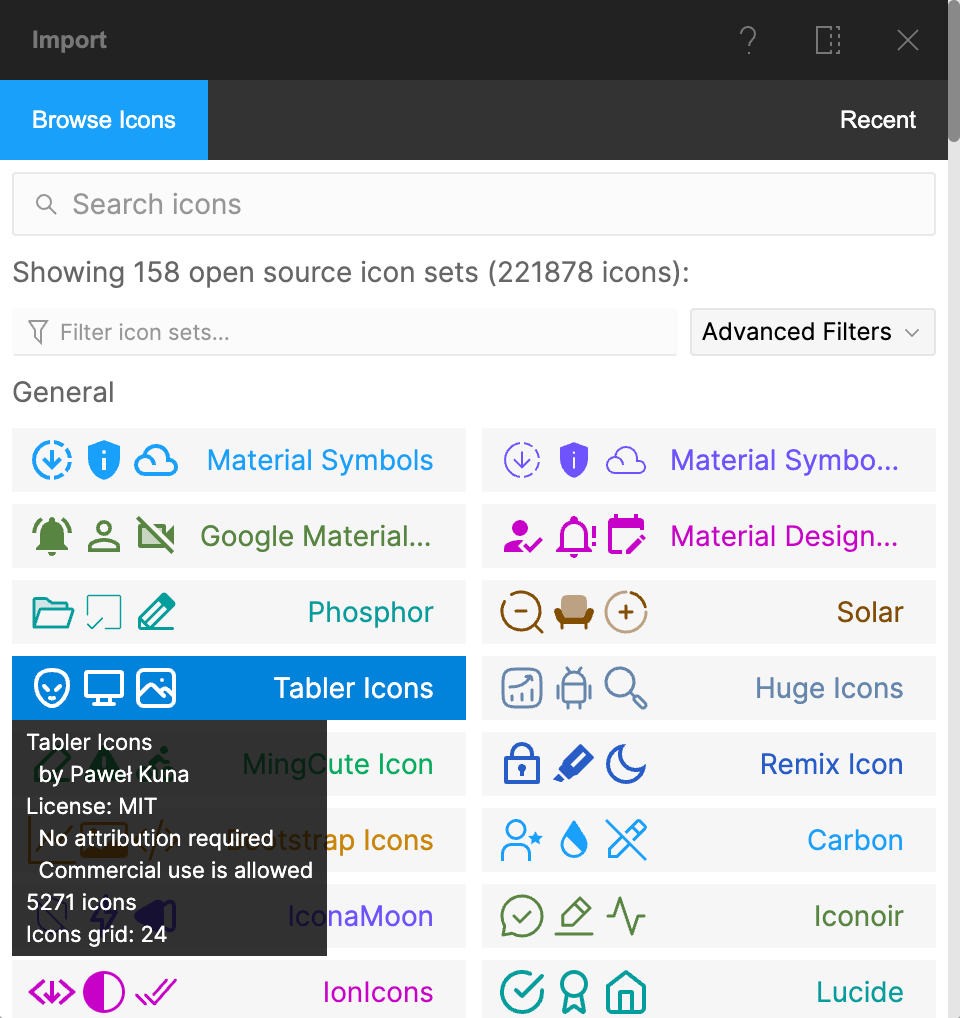 Import
Browse Icons
Recent
Search icons
Showing 158 open source icon sets (221878 icons):
Filter icon sets...
Advanced Filters
General
Material Symbols
Material Symbo...
Google Material...
Material Design...
Phosphor
Solar
Tabler Icons
Huge Icons
Tabler Icons
by Paweł Kuna
License: MIT
No attribution required
Commercial use is allowed
5271 icons
Icons grid: 24
MingCute Icon
Remix Icon
Bootstrap Icons
Carbon
IconaMoon
Iconoir
IonIcons
Lucide